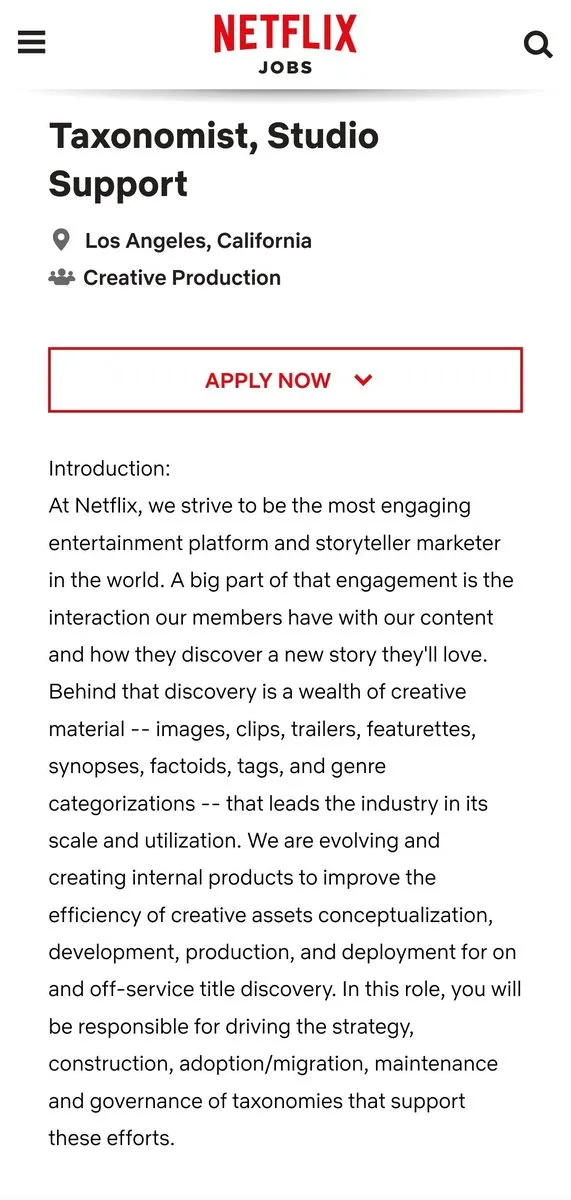 NETFLIX
JOBS
Taxonomist, Studio
Support
Los Angeles, California
Creative Production
APPLY NOW
Introduction:
At Netflix, we strive to be the most engaging
entertainment platform and storyteller marketer
in the world. A big part of that engagement is the
interaction our members have with our content
and how they discover a new story they'll love.
Behind that discovery is a wealth of creative
material -- images, clips, trailers, featurettes,
synopses, factoids, tags, and genre
categorizations -- that leads the industry in its
scale and utilization. We are evolving and
creating internal products to improve the
efficiency of creative assets conceptualization,
development, production, and deployment for on
and off-service title discovery. In this role, you will
be responsible for driving the strategy,
construction, adoption/migration, maintenance
and governance of taxonomies that support
these efforts.